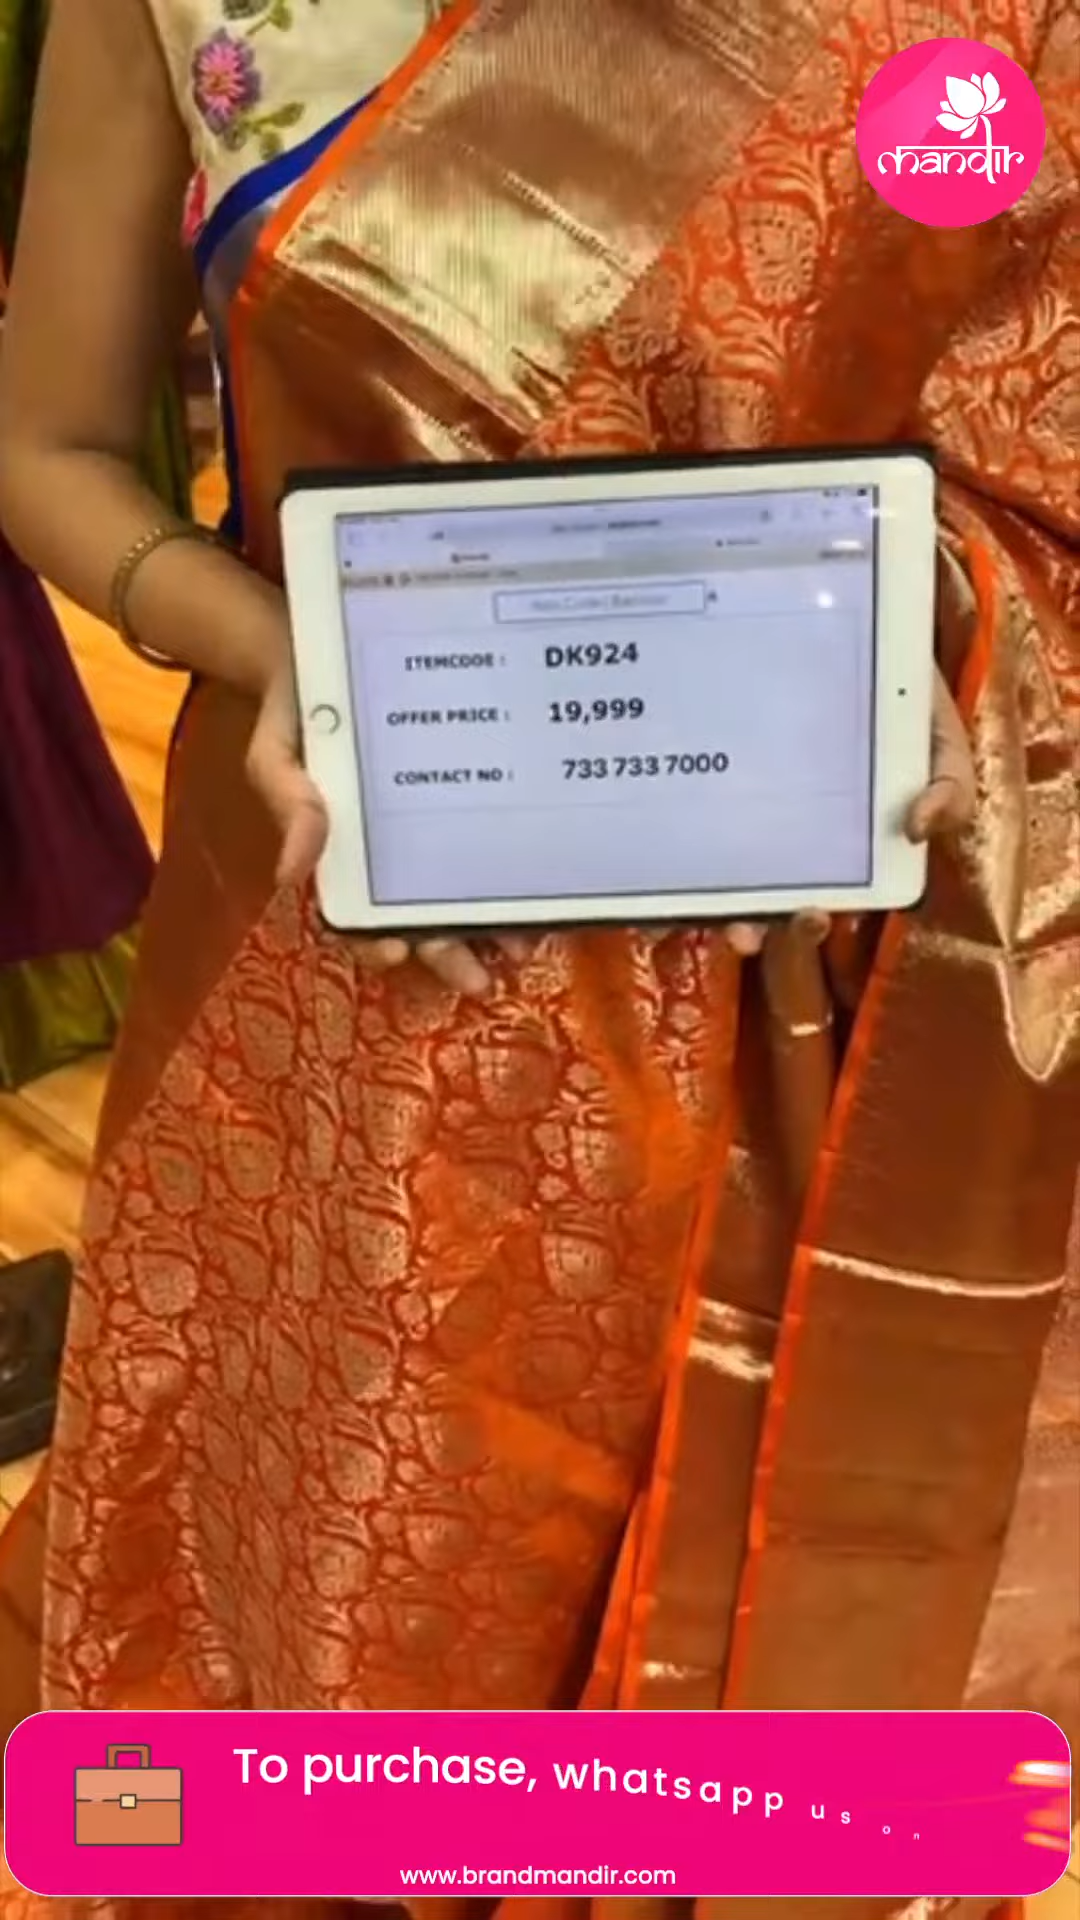 mandir
ITEMCODE : DK924
OFFER PRICE : 19,999
CONTACT NO : 733 733 7000
To purchase, whatsapp us on
www.brandmandir.com